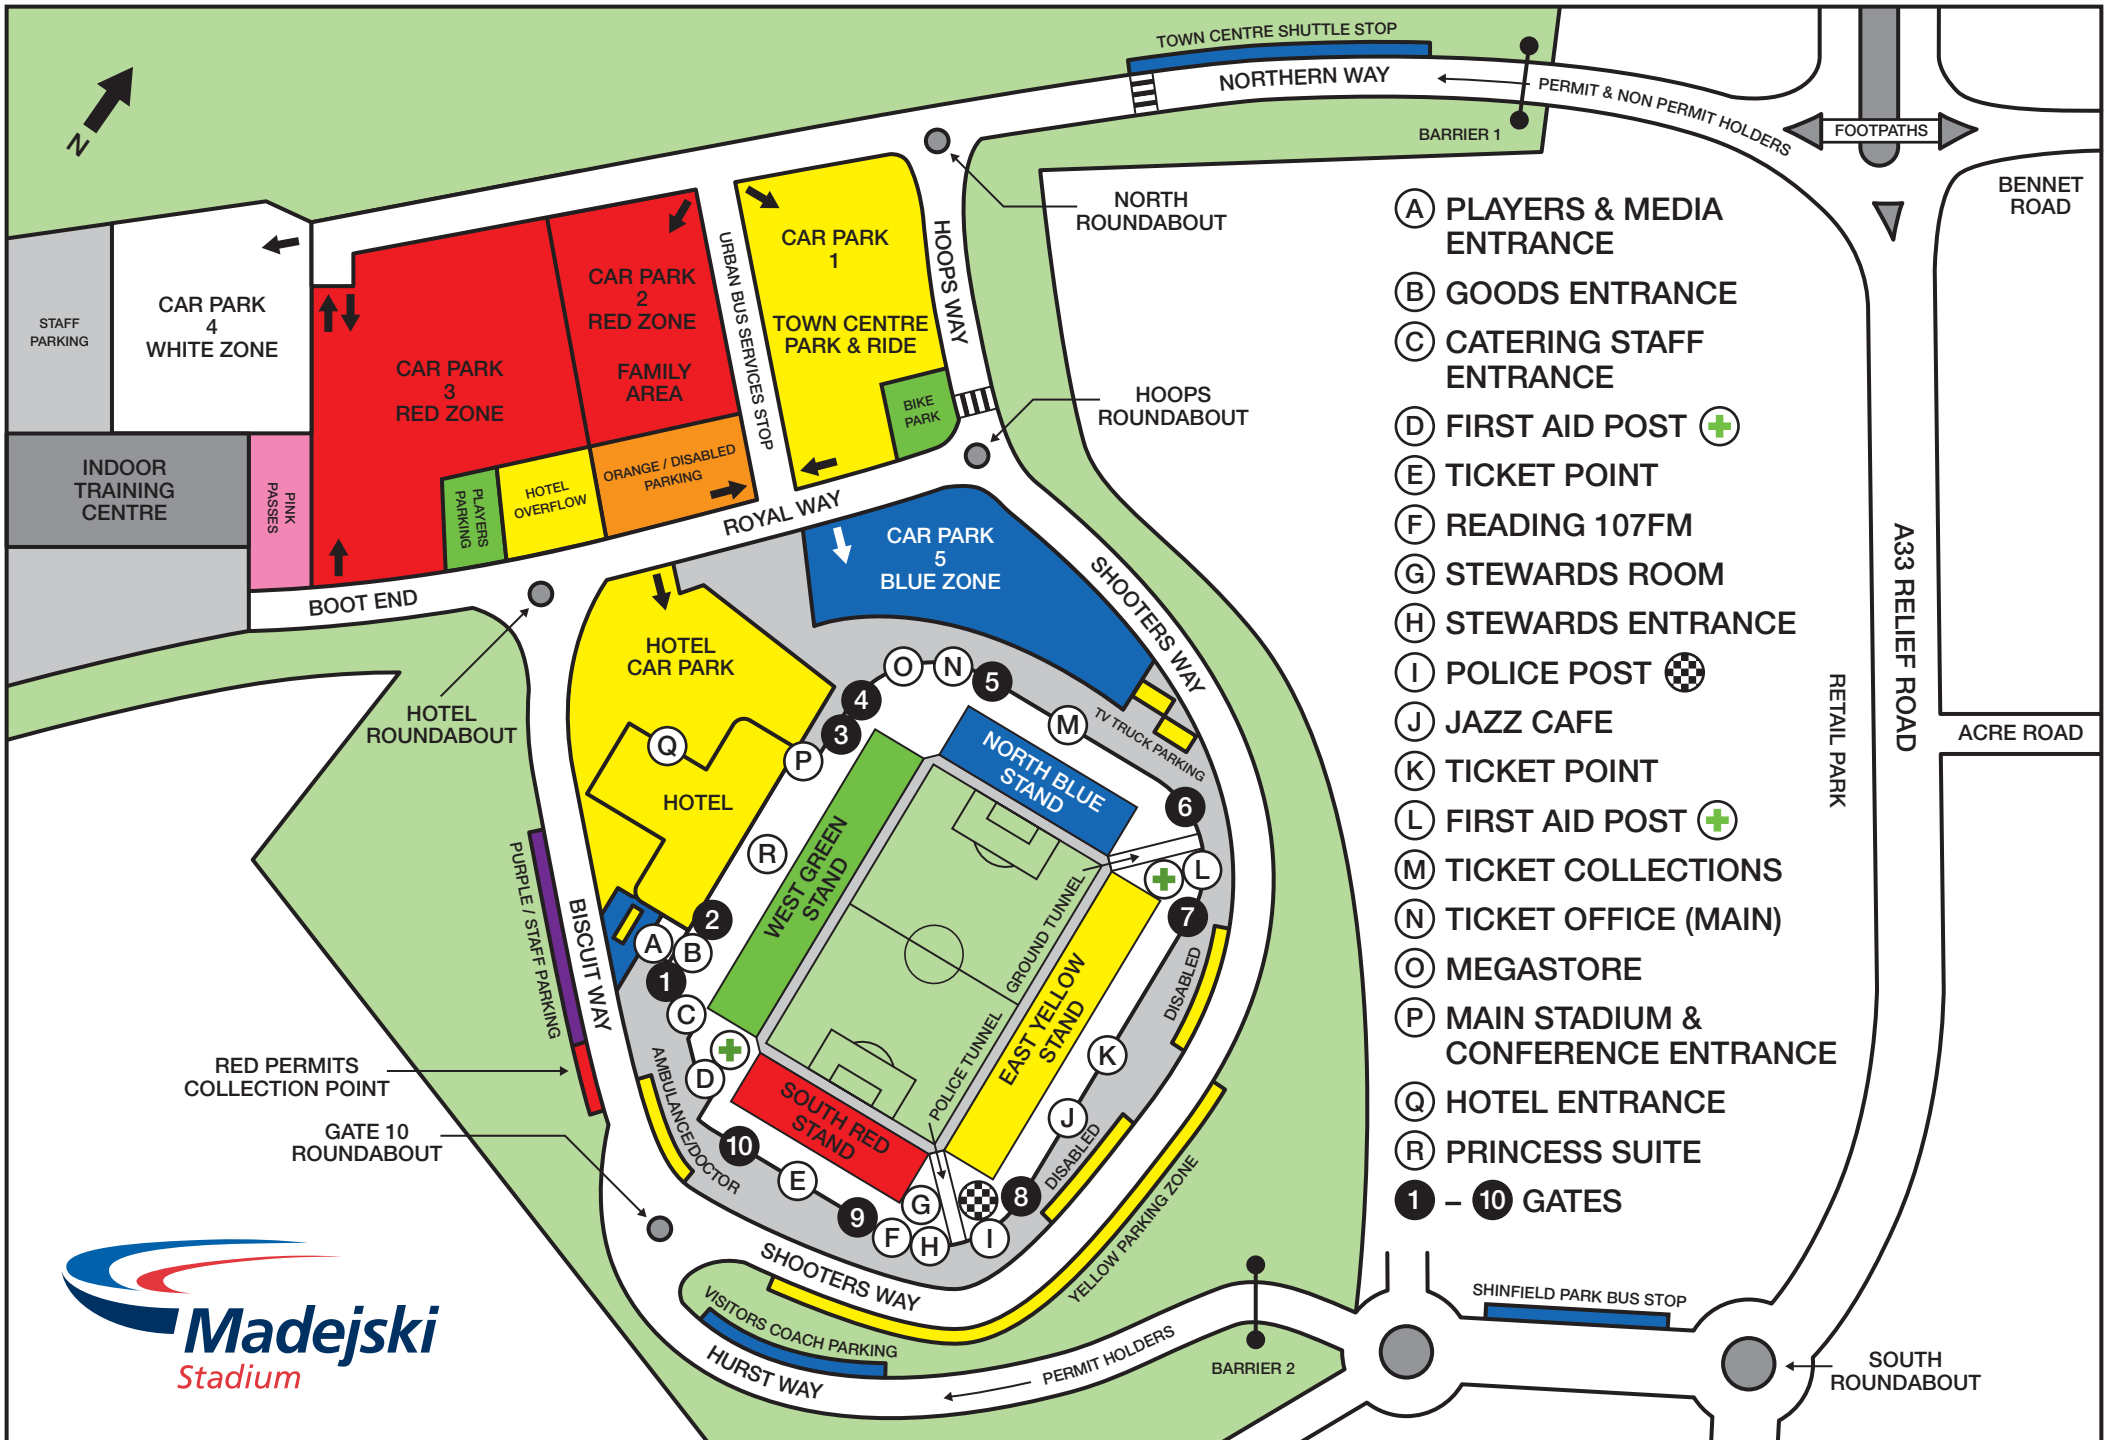 TOWN CENTRE SHUTTLE STOP
NORTHERN WAY
PERMIT & NON PERMIT HOLDERS
BARRIER 1
FOOTPATHS
BENNET
ROAD
N
NORTH
ROUNDABOUT
HOOPS WAY
CAR PARK
1
TOWN CENTRE
PARK & RIDE
BIKE
PARK
URBAN BUS SERVICES STOP
CAR PARK
2
RED ZONE
FAMILY
AREA
CAR PARK
3
RED ZONE
CAR PARK
4
WHITE ZONE
STAFF
PARKING
INDOOR
TRAINING
CENTRE
PINK
PASSES
PLAYERS
PARKING
HOTEL
OVERFLOW
ORANGE / DISABLED
PARKING
HOOPS
ROUNDABOUT
ROYAL WAY
BOOT END
CAR PARK
5
BLUE ZONE
SHOOTERS WAY
HOTEL
CAR PARK
HOTEL
ROUNDABOUT
HOTEL
Q
P
R
O
N
M
L
K
J
I
H
G
F
E
D
C
B
A
1
2
3
4
5
6
7
8
9
10
TV TRUCK PARKING
NORTH BLUE
STAND
WEST GREEN
STAND
EAST YELLOW
STAND
SOUTH RED
STAND
GROUND TUNNEL
POLICE TUNNEL
DISABLED
DISABLED
YELLOW PARKING ZONE
PURPLE / STAFF PARKING
BISCUIT WAY
AMBULANCE/DOCTOR
RED PERMITS
COLLECTION POINT
GATE 10
ROUNDABOUT
SHOOTERS WAY
VISITORS COACH PARKING
HURST WAY
PERMIT HOLDERS
BARRIER 2
SHINFIELD PARK BUS STOP
SOUTH
ROUNDABOUT
A33 RELIEF ROAD
RETAIL PARK
ACRE ROAD
A PLAYERS & MEDIA
ENTRANCE
B GOODS ENTRANCE
C CATERING STAFF
ENTRANCE
D FIRST AID POST
E TICKET POINT
F READING 107FM
G STEWARDS ROOM
H STEWARDS ENTRANCE
I POLICE POST
J JAZZ CAFE
K TICKET POINT
L FIRST AID POST
M TICKET COLLECTIONS
N TICKET OFFICE (MAIN)
O MEGASTORE
P MAIN STADIUM &
CONFERENCE ENTRANCE
Q HOTEL ENTRANCE
R PRINCESS SUITE
1 – 10 GATES
Madejski
Stadium